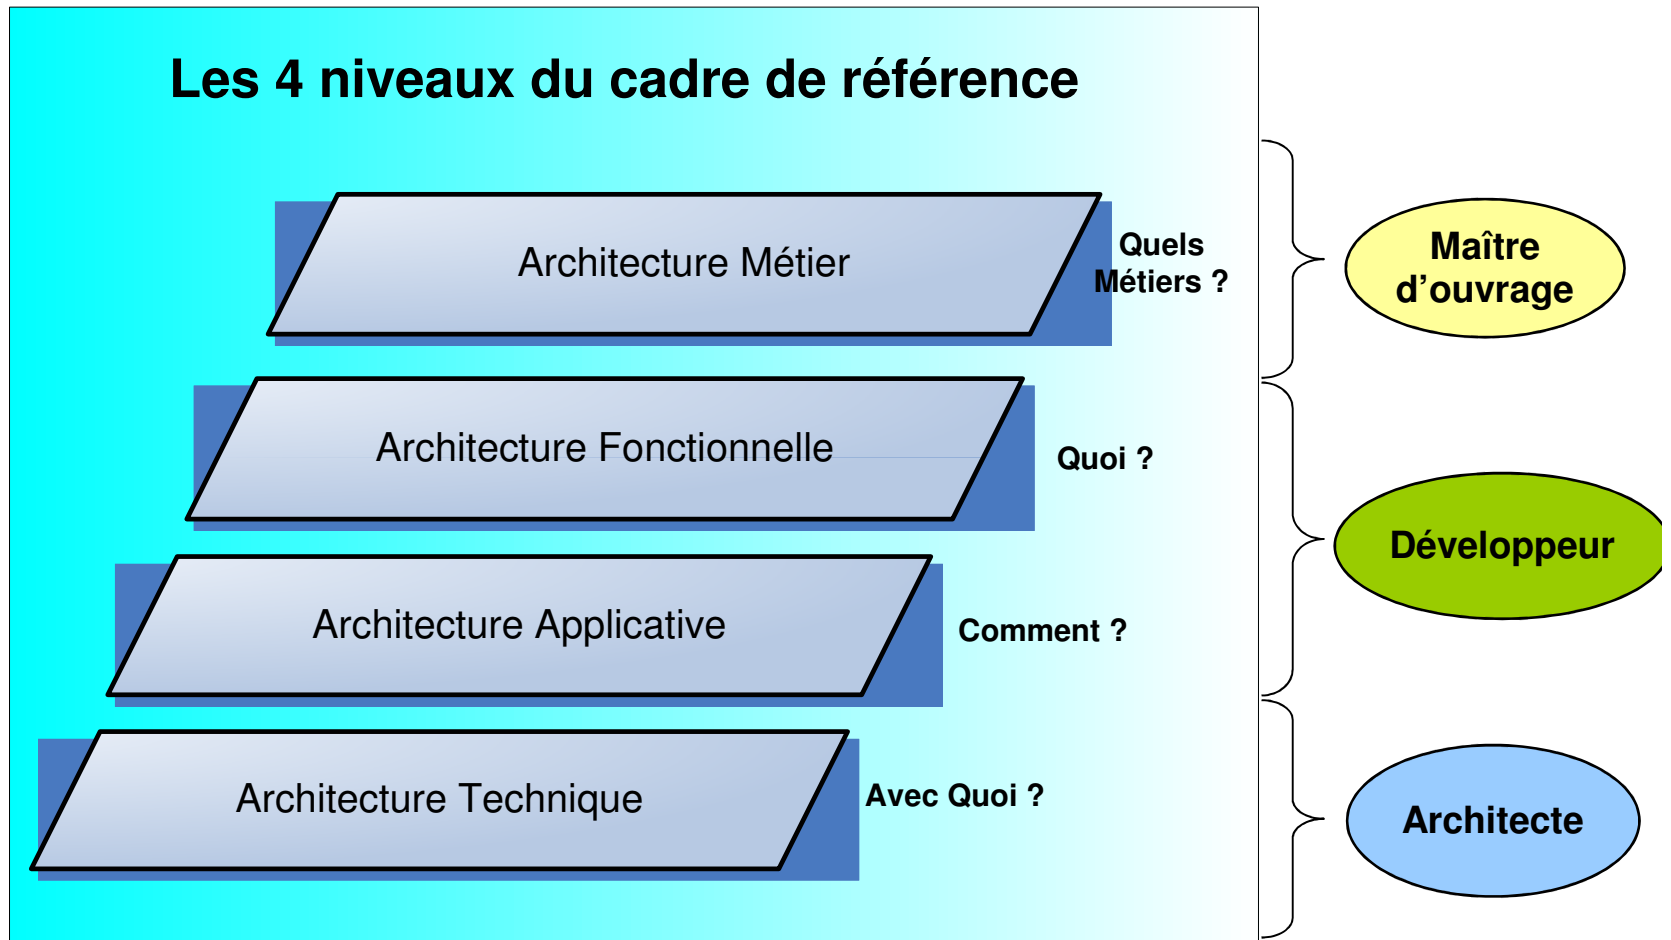 Les 4 niveaux du cadre de référence
Architecture Métier
Quels
Métiers ?
Maître
d’ouvrage
Architecture Fonctionnelle
Quoi ?
Développeur
Architecture Applicative
Comment ?
Architecture Technique
Avec Quoi ?
Architecte